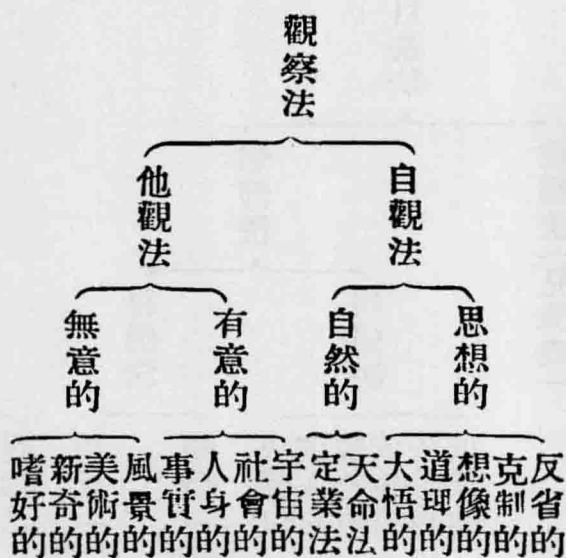 觀察法
自觀法
他觀法
思想的
自然的
有意的
無意的
反省的
克制的
想像的
道理的
大悟的
天命法
定業法
宇宙的
社會的
人身的
事實的
風景的
美術的
新奇的
嗜好的